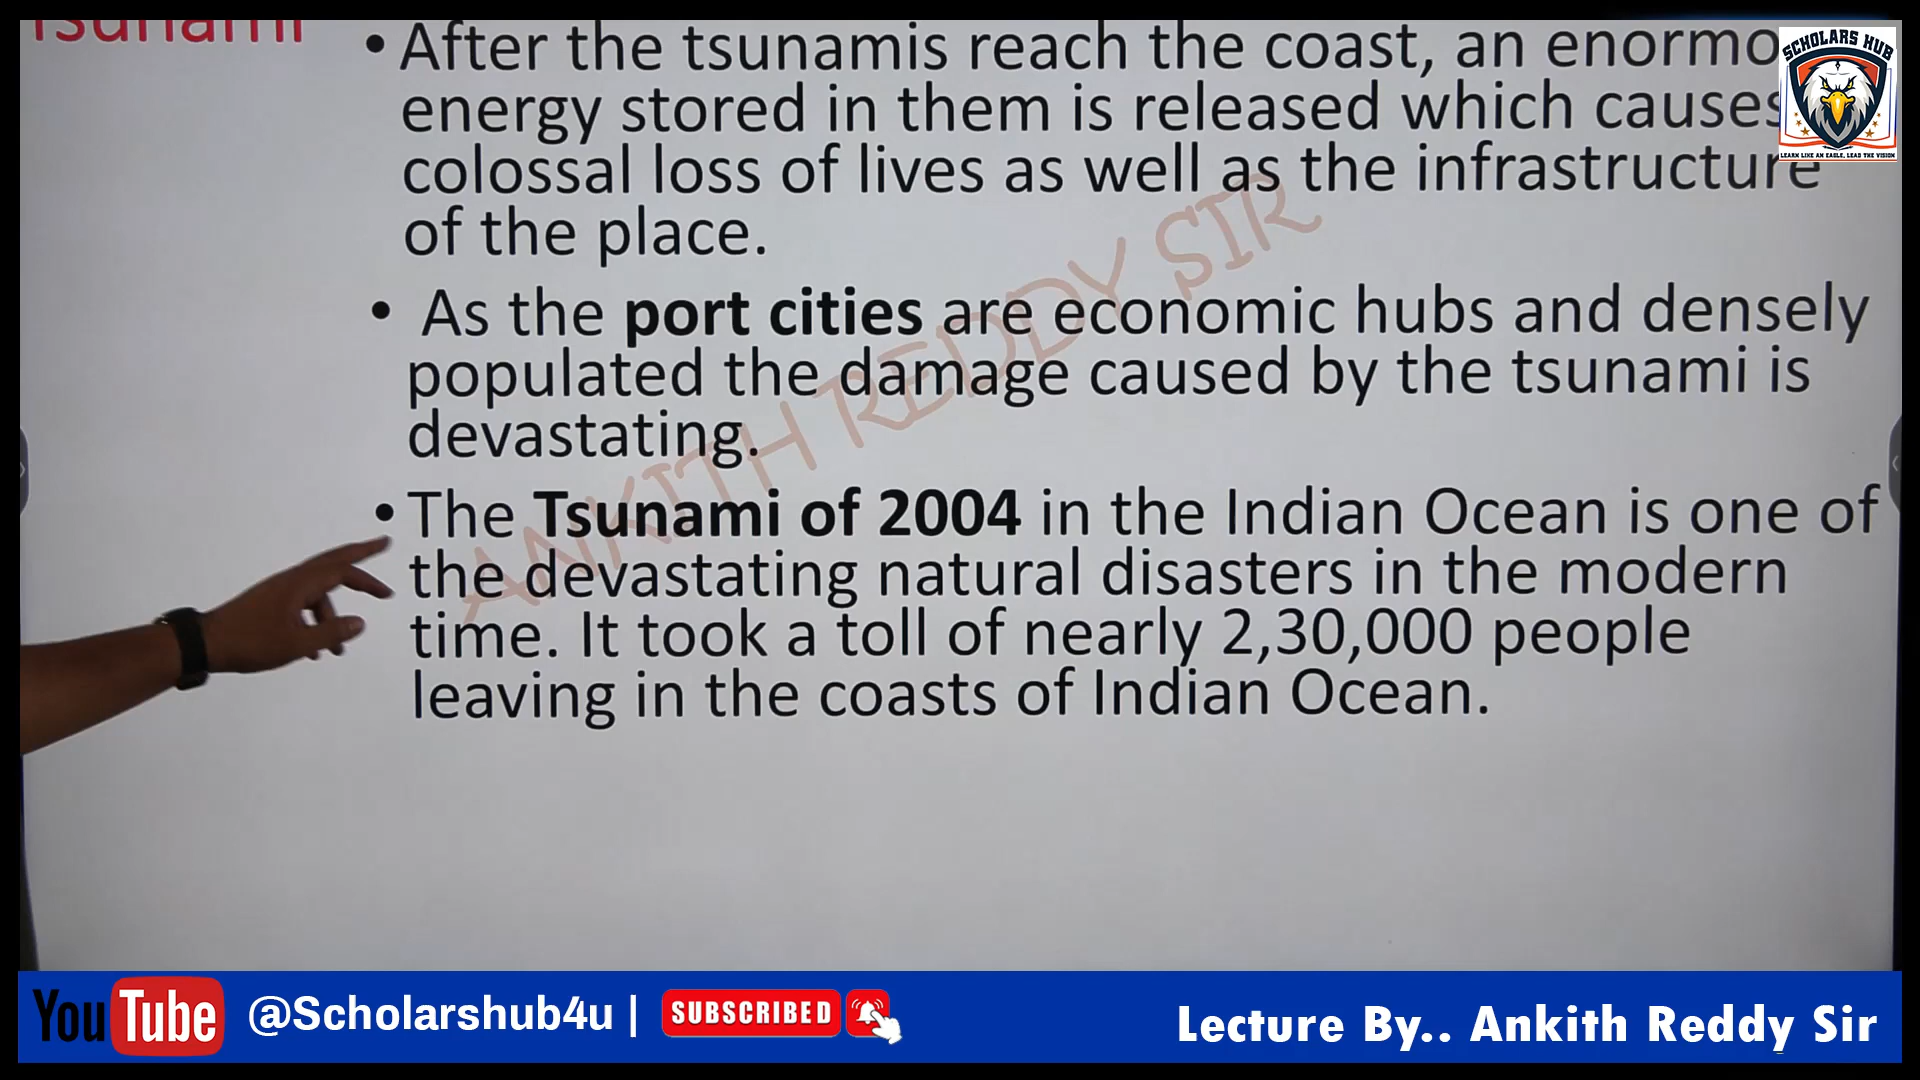 Tsunami
• After the tsunamis reach the coast, an enormo
energy stored in them is released which causes
colossal loss of lives as well as the infrastructure
of the place.
• As the port cities are economic hubs and densely
populated the damage caused by the tsunami is
devastating.
• The Tsunami of 2004 in the Indian Ocean is one of
the devastating natural disasters in the modern
time. It took a toll of nearly 2,30,000 people
leaving in the coasts of Indian Ocean.
ANKITH REDDY SIR
SCHOLARS HUB
LEARN LIKE AN EAGLE, LEAD THE VISION
YouTube @Scholarshub4u | SUBSCRIBED
Lecture By.. Ankith Reddy Sir